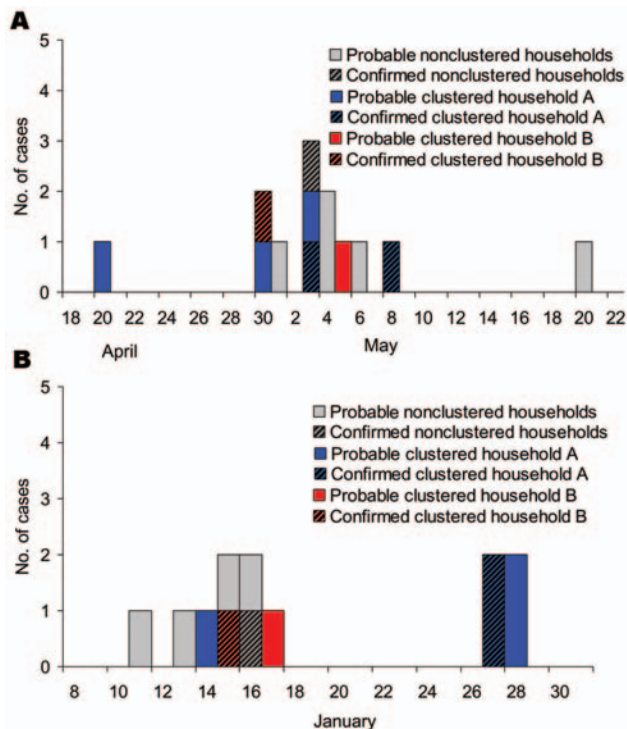 A
5
Probable nonclustered households
Confirmed nonclustered households
4
Probable clustered household A
Confirmed clustered household A
3
Probable clustered household B
Confirmed clustered household B
No. of cases
2
1
0
18 20 22 24 26 28 30 2 4 6 8 10 12 14 16 18 20 22
April May
B
5
Probable nonclustered households
Confirmed nonclustered households
4
Probable clustered household A
Confirmed clustered household A
3
Probable clustered household B
Confirmed clustered household B
No. of cases
2
1
0
8 10 12 14 16 18 20 22 24 26 28 30
January